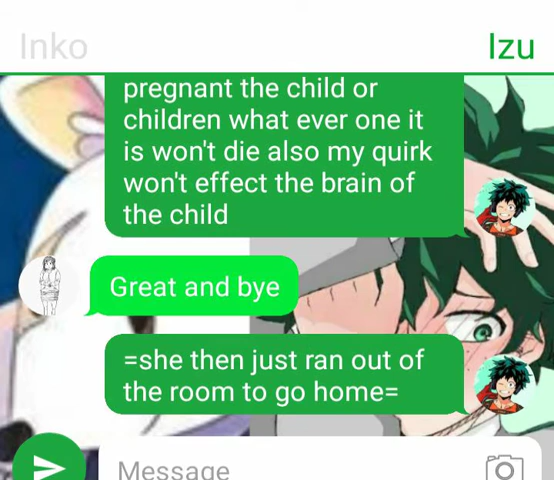 Inko Izu
pregnant the child or
children what ever one it
is won't die also my quirk
won't effect the brain of
the child
Great and bye
=she then just ran out of
the room to go home=
Message